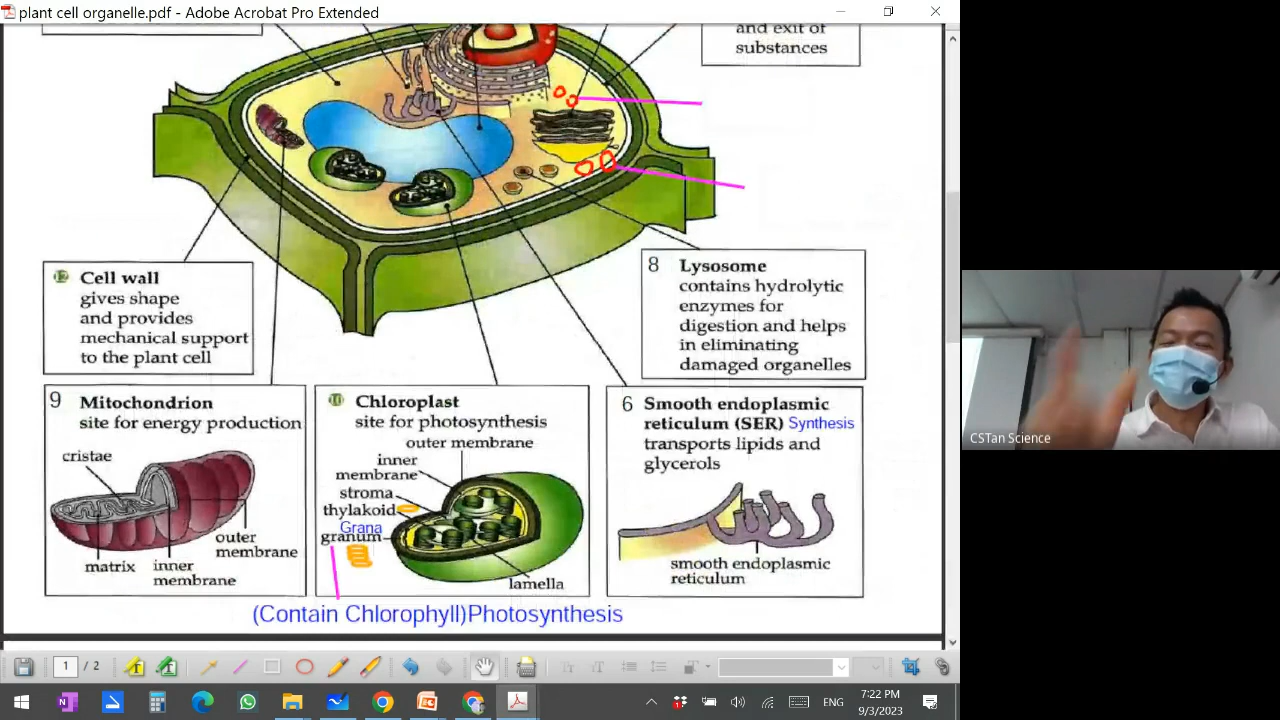 plant cell organelle.pdf - Adobe Acrobat Pro Extended
and exit of
substances
12 Cell wall
gives shape
and provides
mechanical support
to the plant cell
8 Lysosome
contains hydrolytic
enzymes for
digestion and helps
in eliminating
damaged organelles
9 Mitochondrion
site for energy production
cristae
outer
membrane
matrix
inner
membrane
10 Chloroplast
site for photosynthesis
outer membrane
inner
membrane
stroma
thylakoid
Grana
granum
lamella
6 Smooth endoplasmic
reticulum (SER) Synthesis
transports lipids and
glycerols
smooth endoplasmic
reticulum
(Contain Chlorophyll)Photosynthesis
CSTan Science
1 / 2
ENG
7:22 PM
9/3/2023